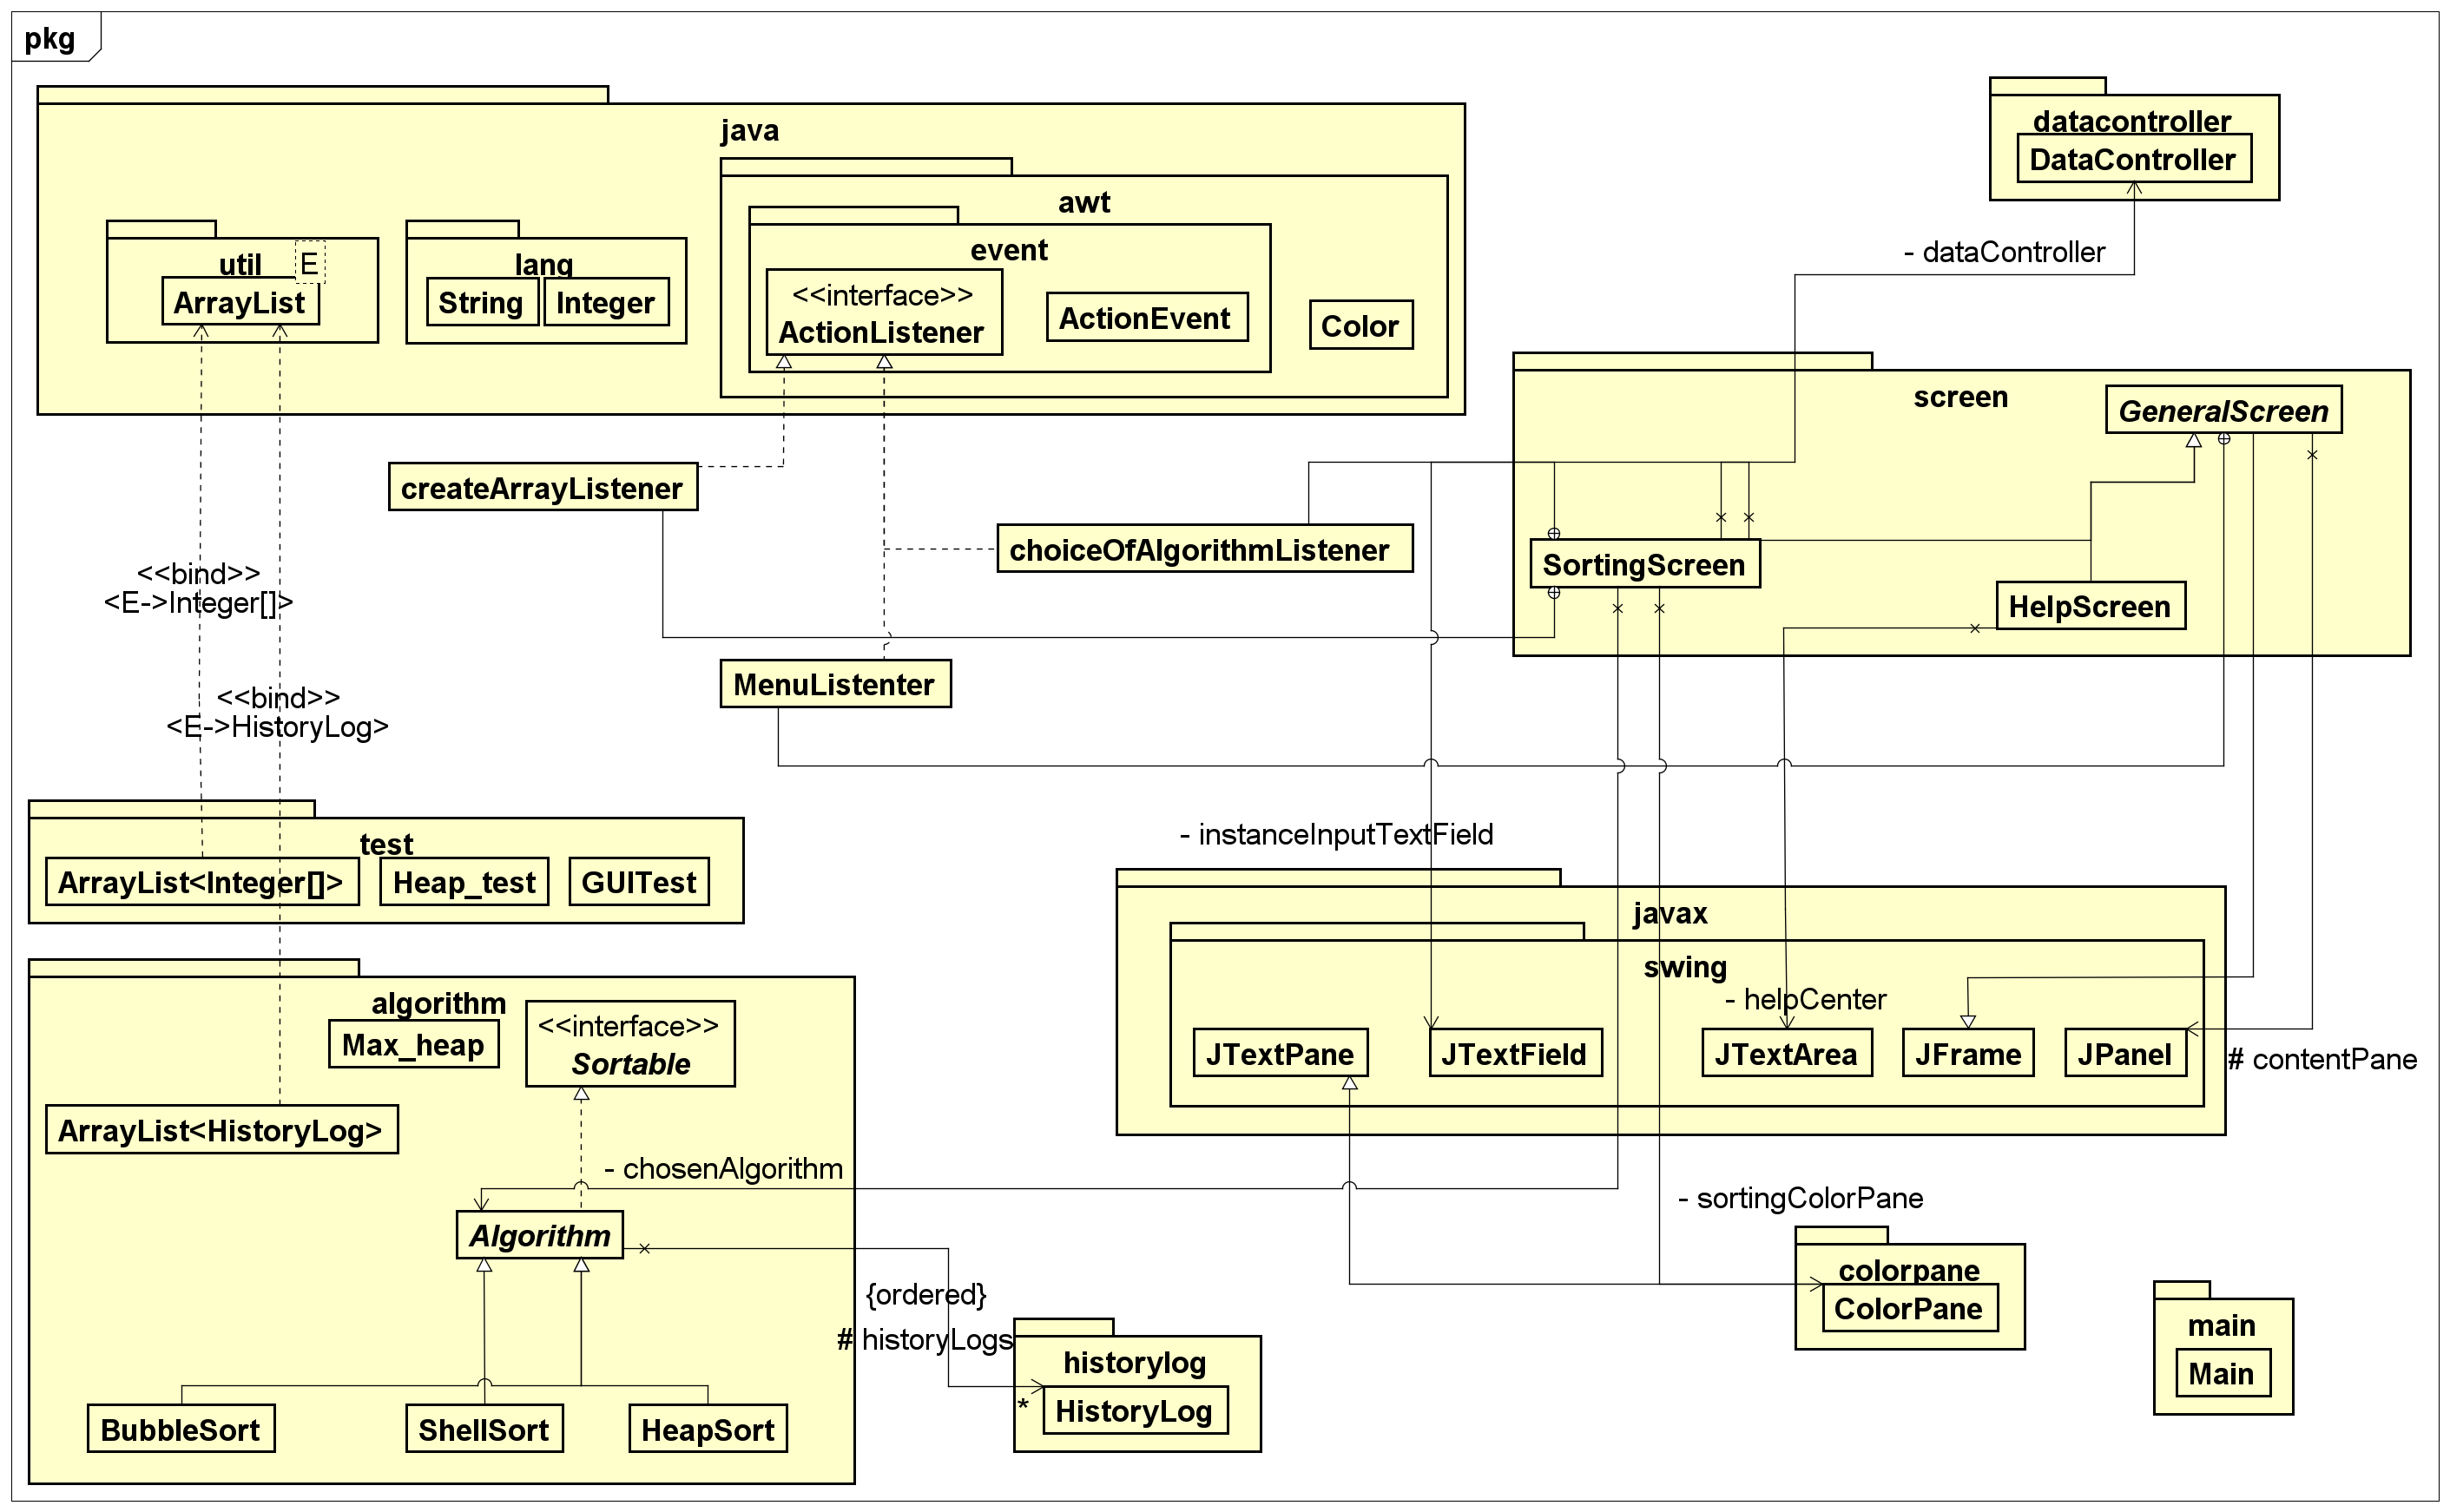 pkg
java
datacontroller
DataController
awt
util
E
ArrayList
lang
String
Integer
event
<<interface>>
ActionListener
ActionEvent
Color
- dataController
screen
GeneralScreen
createArrayListener
choiceOfAlgorithmListener
SortingScreen
HelpScreen
<<bind>>
<E->Integer[]>
MenuListenter
<<bind>>
<E->HistoryLog>
test
ArrayList<Integer[]>
Heap_test
GUITest
- instanceInputTextField
javax
swing
- helpCenter
JTextPane
JTextField
JTextArea
JFrame
JPanel
# contentPane
algorithm
Max_heap
<<interface>>
Sortable
ArrayList<HistoryLog>
- chosenAlgorithm
Algorithm
- sortingColorPane
colorpane
ColorPane
{ordered}
# historyLogs
*
historylog
HistoryLog
main
Main
BubbleSort
ShellSort
HeapSort